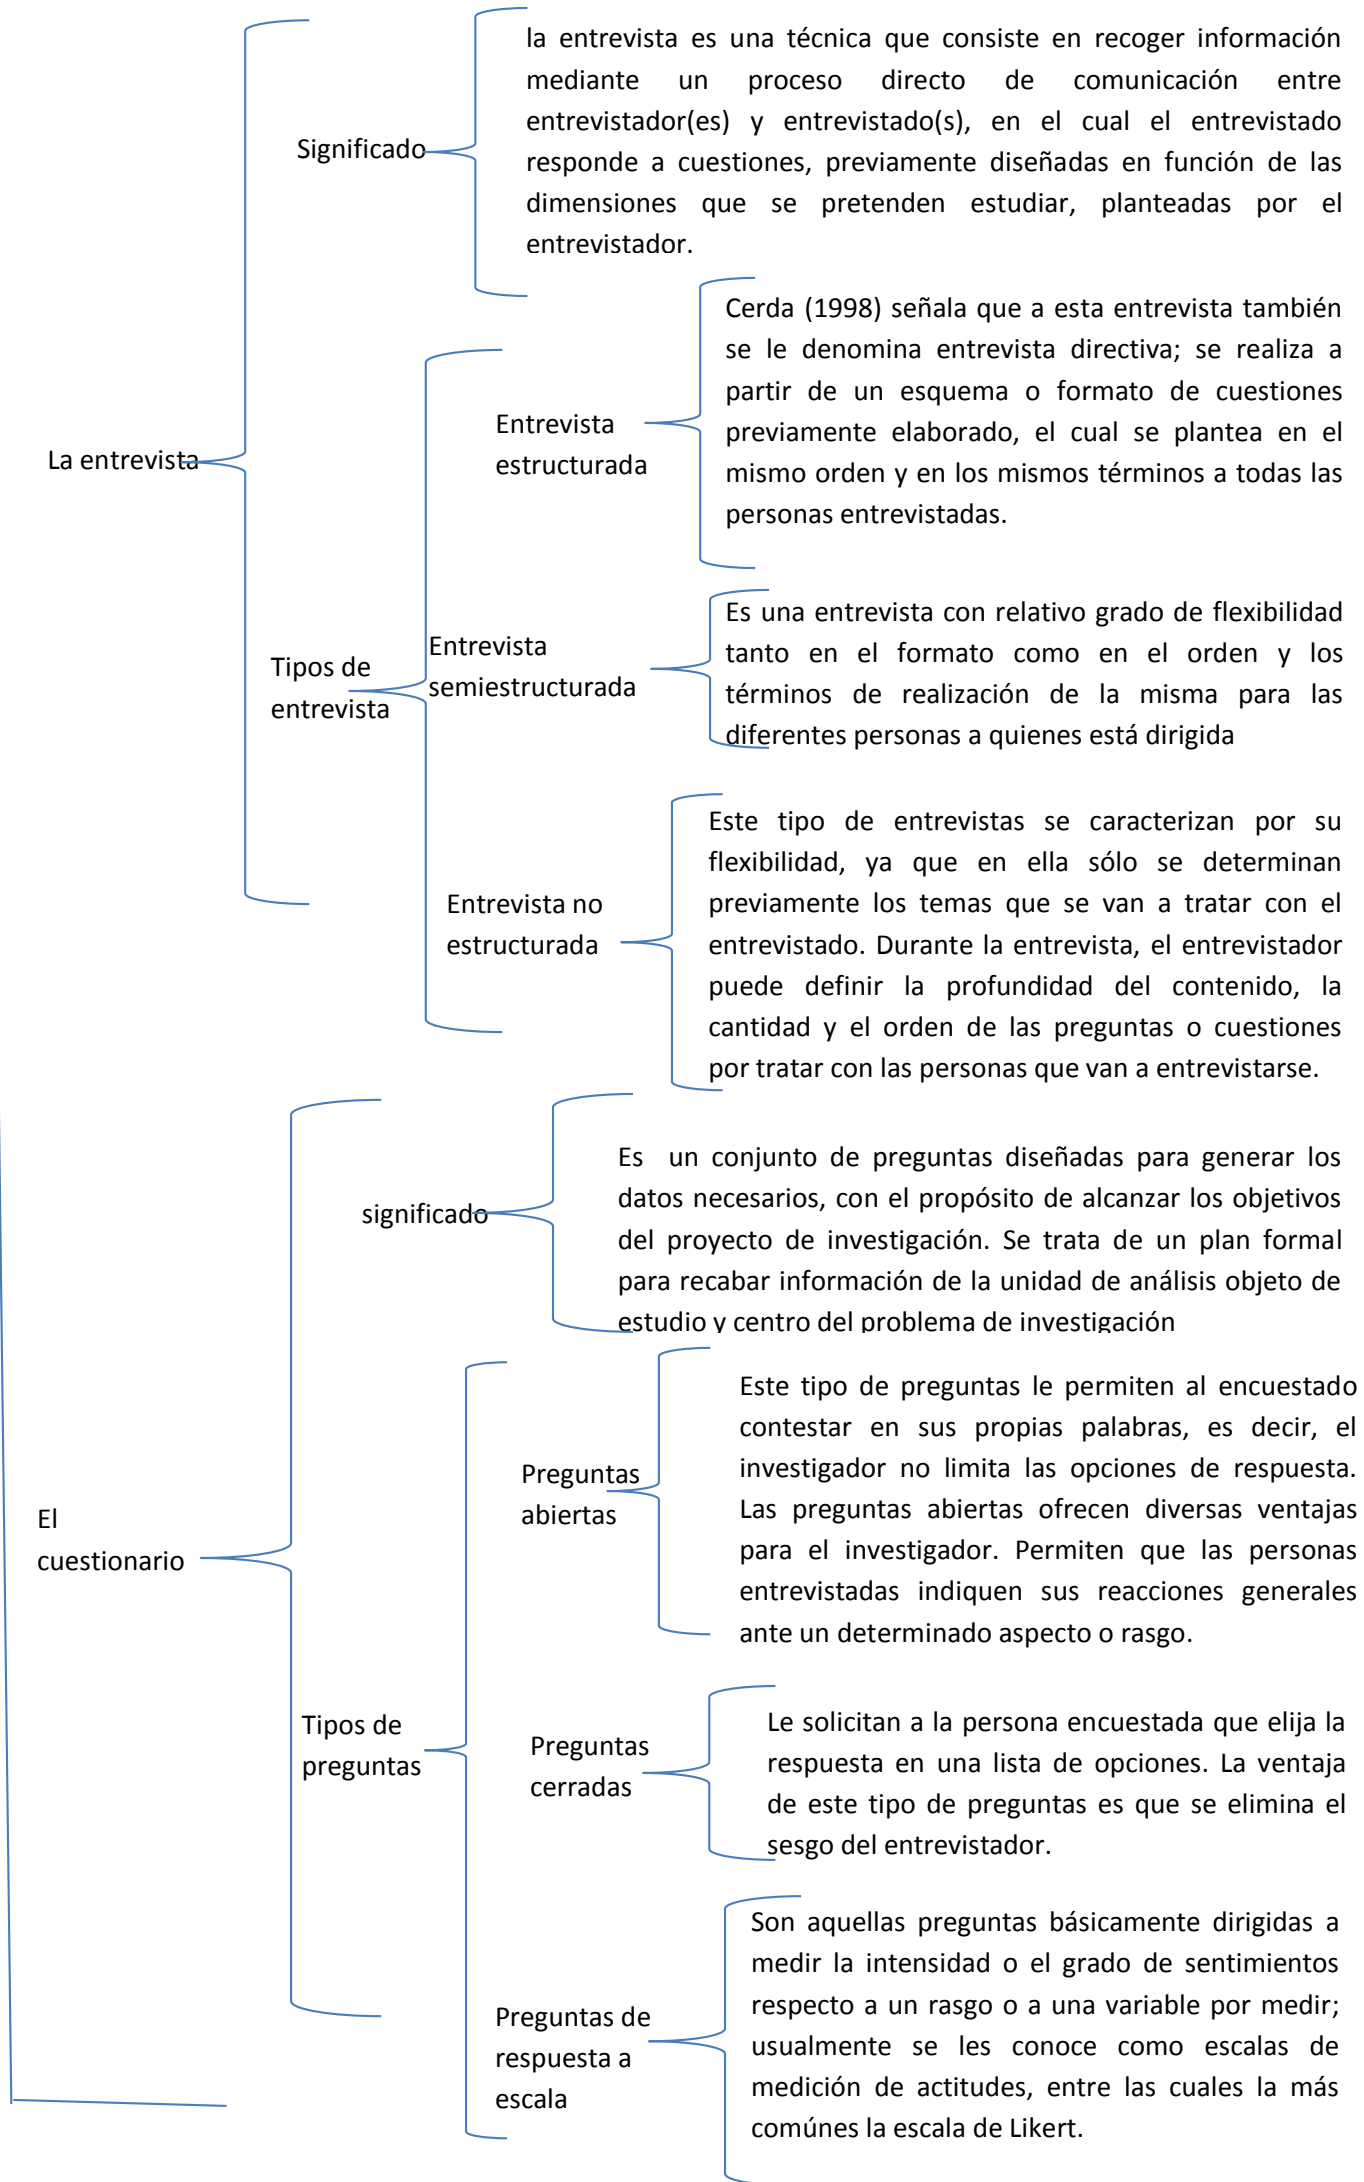 la entrevista es una técnica que consiste en recoger información
mediante un proceso directo de comunicación entre
entrevistador(es) y entrevistado(s), en el cual el entrevistado
Significado
responde a cuestiones, previamente diseñadas en función de las
dimensiones que se pretenden estudiar, planteadas por el
entrevistador.
La entrevista
Tipos de
entrevista
Entrevista
estructurada
Cerda (1998) señala que a esta entrevista también
se le denomina entrevista directiva; se realiza a
partir de un esquema o formato de cuestiones
previamente elaborado, el cual se plantea en el
mismo orden y en los mismos términos a todas las
personas entrevistadas.
Entrevista
semiestructurada
Es una entrevista con relativo grado de flexibilidad
tanto en el formato como en el orden y los
términos de realización de la misma para las
diferentes personas a quienes está dirigida
Entrevista no
estructurada
Este tipo de entrevistas se caracterizan por su
flexibilidad, ya que en ella sólo se determinan
previamente los temas que se van a tratar con el
entrevistado. Durante la entrevista, el entrevistador
puede definir la profundidad del contenido, la
cantidad y el orden de las preguntas o cuestiones
por tratar con las personas que van a entrevistarse.
El
cuestionario
significado
Es un conjunto de preguntas diseñadas para generar los
datos necesarios, con el propósito de alcanzar los objetivos
del proyecto de investigación. Se trata de un plan formal
para recabar información de la unidad de análisis objeto de
estudio y centro del problema de investigación
Tipos de
preguntas
Preguntas
abiertas
Este tipo de preguntas le permiten al encuestado
contestar en sus propias palabras, es decir, el
investigador no limita las opciones de respuesta.
Las preguntas abiertas ofrecen diversas ventajas
para el investigador. Permiten que las personas
entrevistadas indiquen sus reacciones generales
ante un determinado aspecto o rasgo.
Preguntas
cerradas
Le solicitan a la persona encuestada que elija la
respuesta en una lista de opciones. La ventaja
de este tipo de preguntas es que se elimina el
sesgo del entrevistador.
Preguntas de
respuesta a
escala
Son aquellas preguntas básicamente dirigidas a
medir la intensidad o el grado de sentimientos
respecto a un rasgo o a una variable por medir;
usualmente se les conoce como escalas de
medición de actitudes, entre las cuales la más
comúnes la escala de Likert.